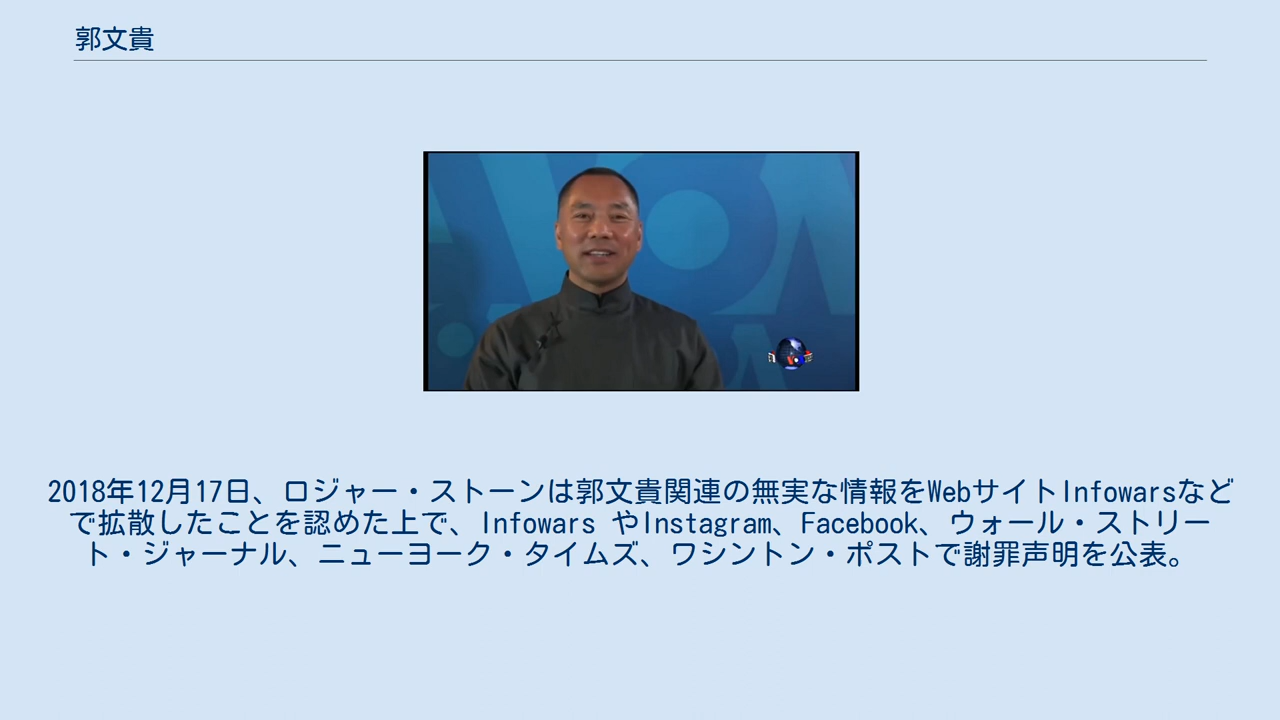 郭文貴
VOA
2018年12月17日、ロジャー・ストーンは郭文貴関連の無実な情報をWebサイトInfowarsなど
で拡散したことを認めた上で、Infowars やInstagram、Facebook、ウォール・ストリー
ト・ジャーナル、ニューヨーク・タイムズ、ワシントン・ポストで謝罪声明を公表。